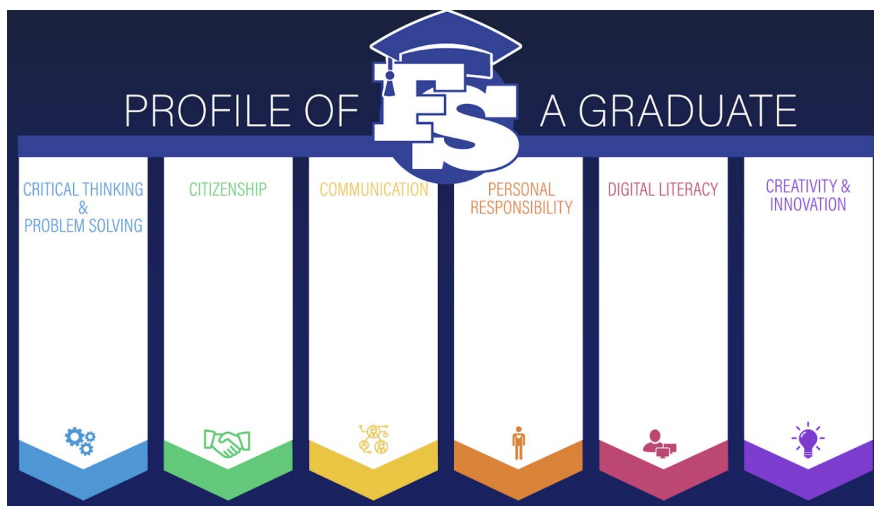 PROFILE OF FS A GRADUATE
CRITICAL THINKING
&
PROBLEM SOLVING
CITIZENSHIP
COMMUNICATION
PERSONAL
RESPONSIBILITY
DIGITAL LITERACY
CREATIVITY &
INNOVATION